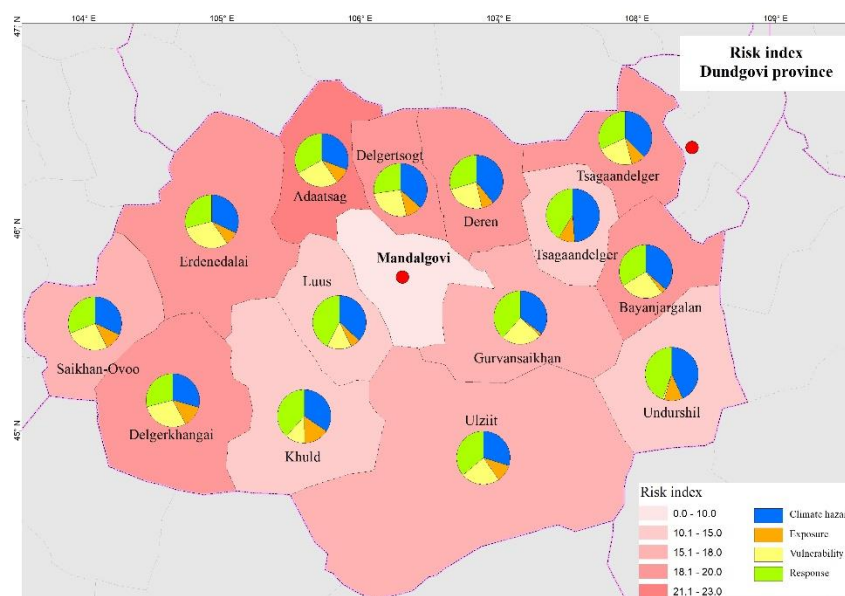 104° E
105° E
106° E
107° E
108° E
109° E
47° N
46° N
45° N
Risk index
Dundgovi province
Tsagaandelger
Delgertsogt
Adaatsag
Deren
Tsagaandelger
Erdenedalai
Mandalgovi
Luus
Bayanjargalan
Gurvansaikhan
Saikhan-Ovoo
Undurshil
Delgerkhangai
Ulziit
Khuld
Risk index
0.0 - 10.0
10.1 - 15.0
15.1 - 18.0
18.1 - 20.0
21.1 - 23.0
Climate hazar
Exposure
Vulnerability
Response